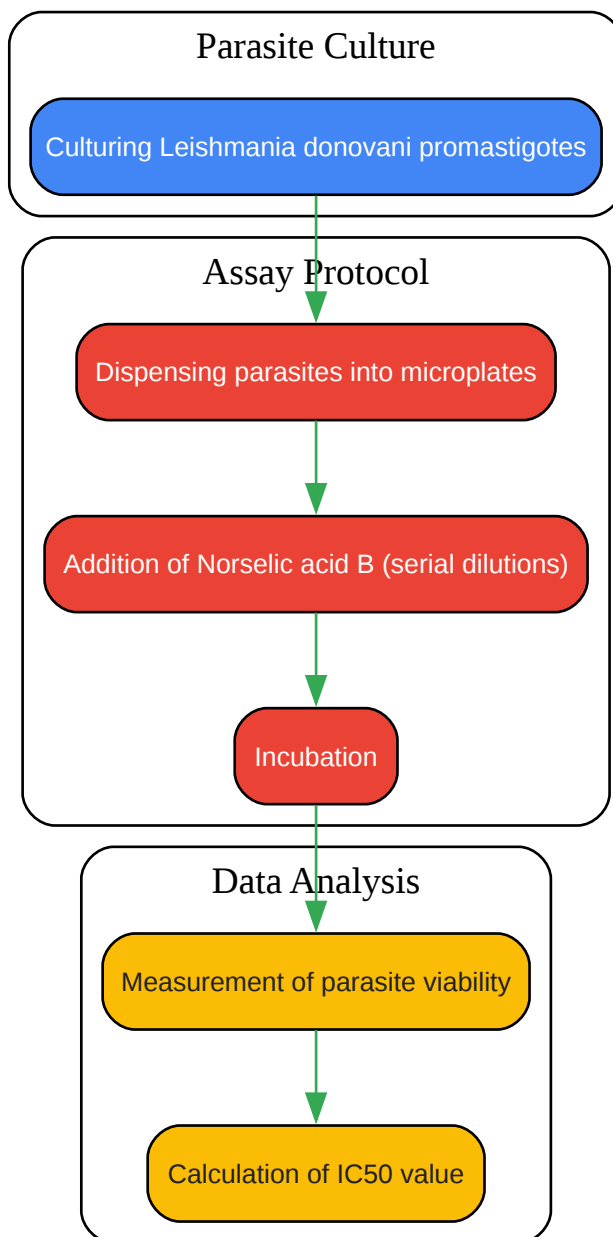 Parasite Culture
Culturing Leishmania donovani promastigotes
Assay Protocol
Dispensing parasites into microplates
Addition of Norselic acid B (serial dilutions)
Incubation
Data Analysis
Measurement of parasite viability
Calculation of IC50 value